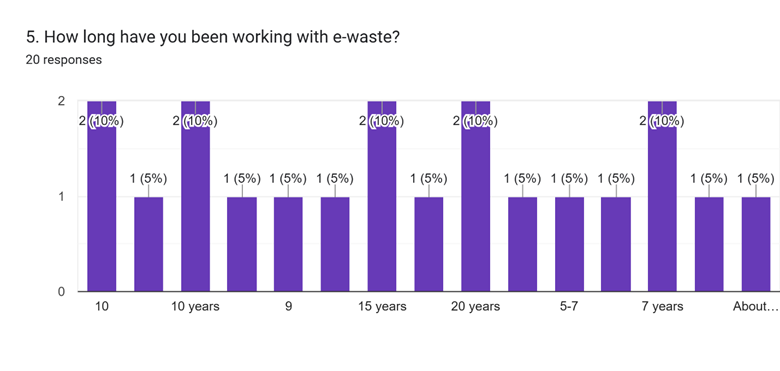 5. How long have you been working with e-waste?
20 responses
2
2 (10%) 2 (10%) 2 (10%) 2 (10%) 2 (10%)
1 (5%) 1 (5%) 1 (5%) 1 (5%) 1 (5%) 1 (5%) 1 (5%) 1 (5%) 1 (5%) 1 (5%)
1
0
10 10 years 9 15 years 20 years 5-7 7 years About...